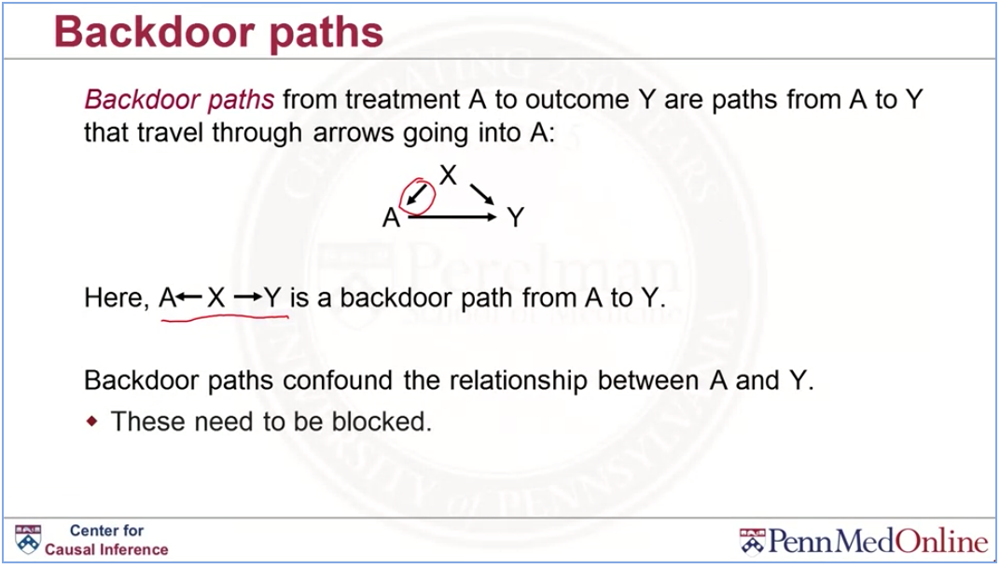 Backdoor paths
Backdoor paths from treatment A to outcome Y are paths from A to Y
that travel through arrows going into A:
X
A Y
Here, A← X →Y is a backdoor path from A to Y.
Backdoor paths confound the relationship between A and Y.
These need to be blocked.
Center for
Causal Inference
PennMedOnline